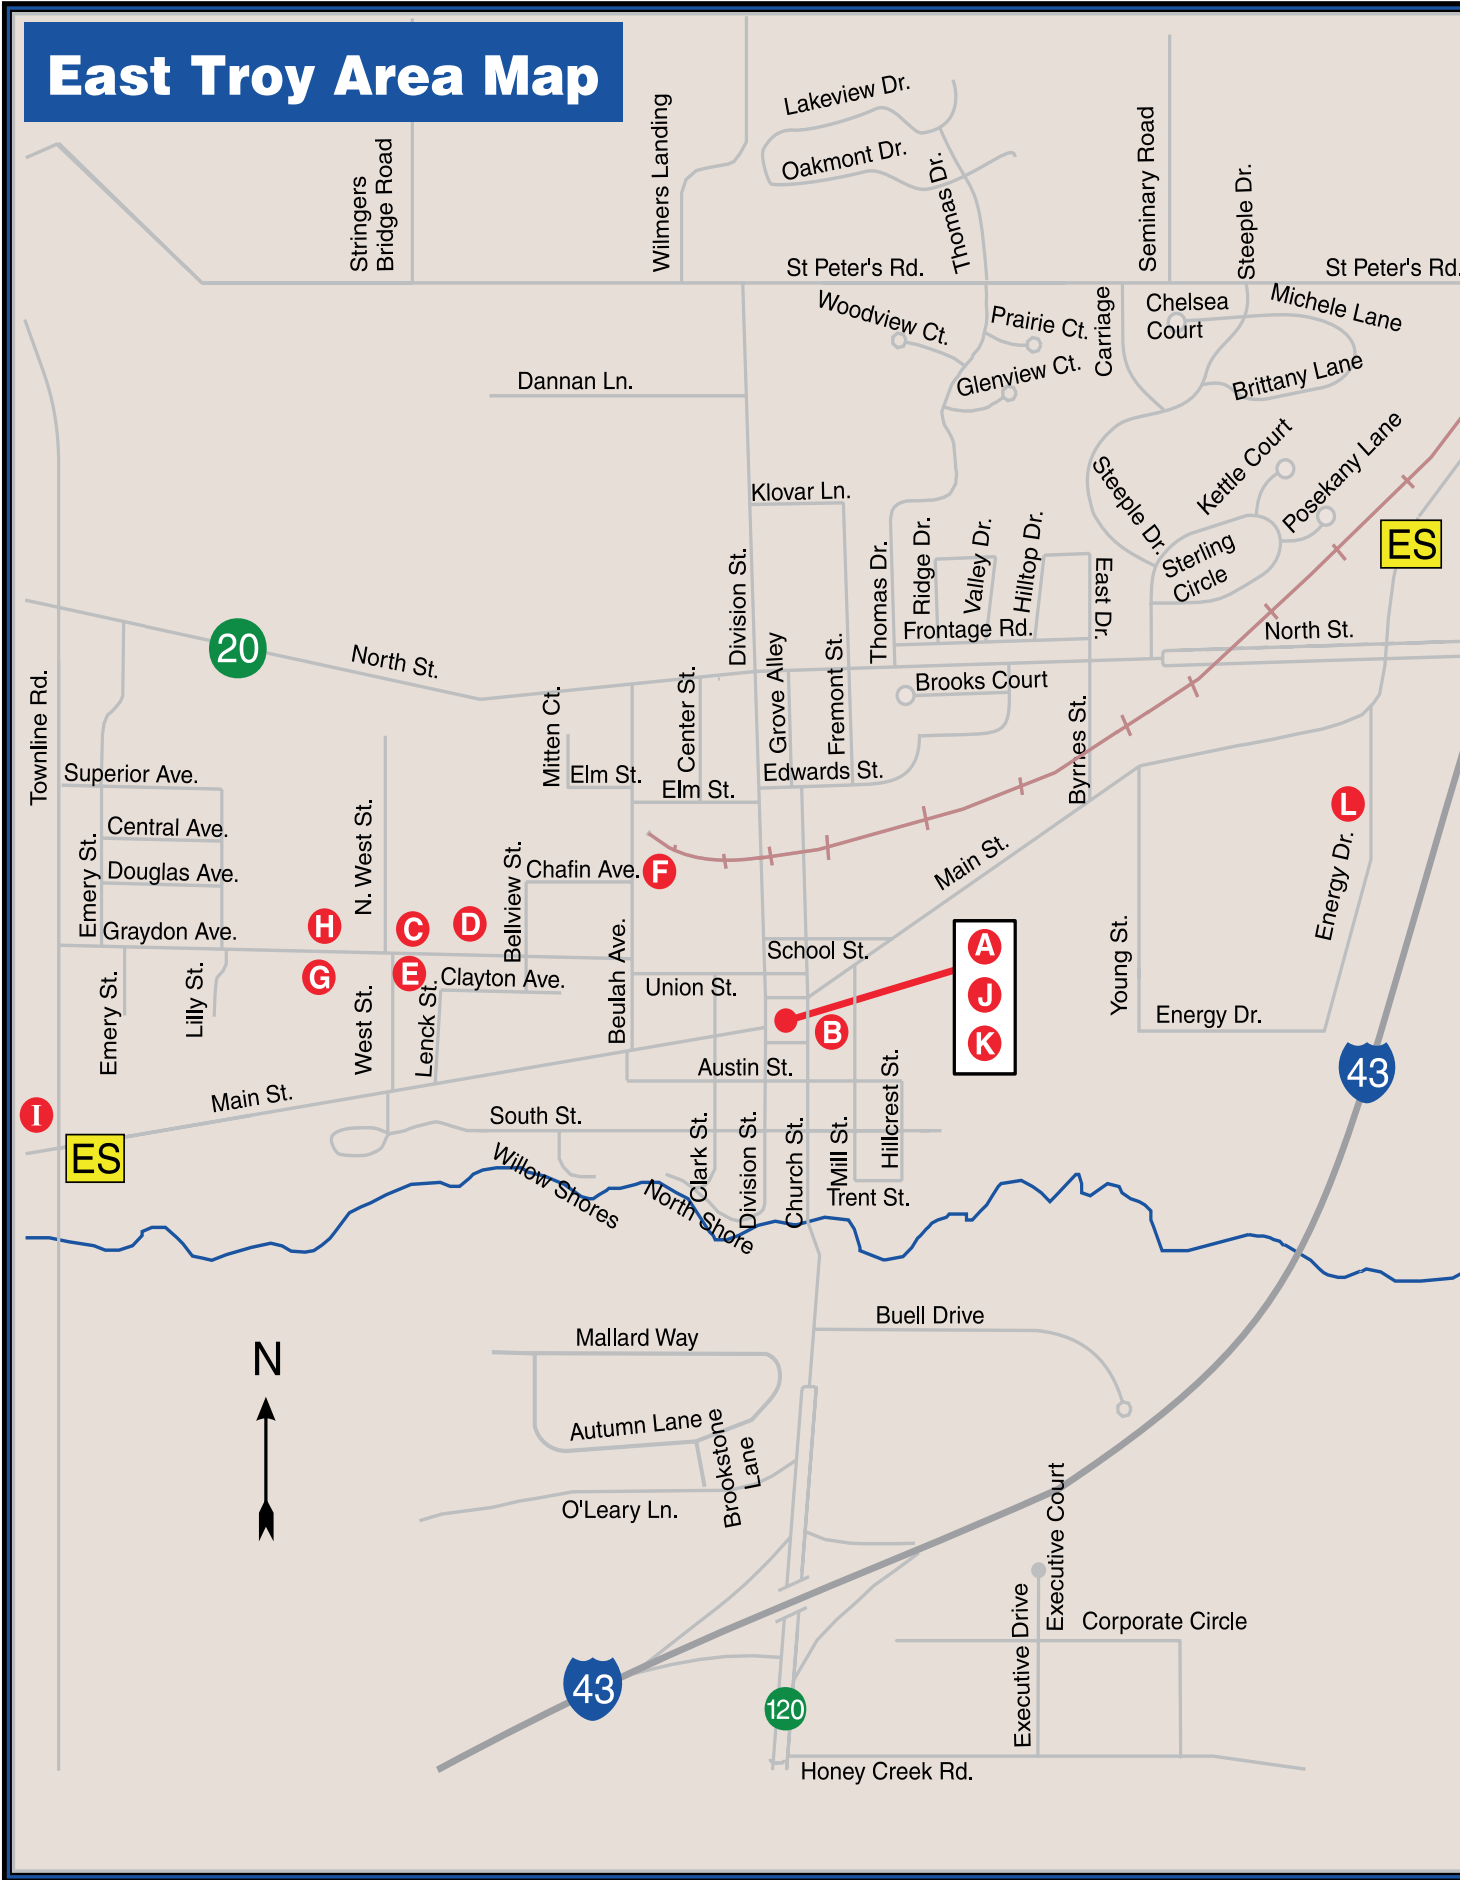 East Troy Area Map
Lakeview Dr.
Oakmont Dr.
Thomas Dr.
Stringers
Bridge Road
Wilmers Landing
Seminary Road
Steeple Dr.
St Peter's Rd.
St Peter's Rd.
Woodview Ct.
Prairie Ct.
Carriage
Chelsea
Court
Michele Lane
Glenview Ct.
Brittany Lane
Dannan Ln.
Kettle Court
Posekany Lane
Steeple Dr.
Klovar Ln.
Sterling
Circle
ES
Division St.
Thomas Dr.
Ridge Dr.
Valley Dr.
Hilltop Dr.
East Dr.
Frontage Rd.
North St.
20
North St.
Townline Rd.
Mitten Ct.
Center St.
Grove Alley
Fremont St.
Brooks Court
Byrnes St.
Superior Ave.
Elm St.
Elm St.
Edwards St.
L
Central Ave.
Emery St.
Douglas Ave.
N. West St.
Bellview St.
Chafin Ave.
F
Main St.
Energy Dr.
Graydon Ave.
H
C
D
School St.
A
J
K
G
E
Clayton Ave.
Union St.
Beulah Ave.
Young St.
Emery St.
Lilly St.
West St.
Lenck St.
B
Energy Dr.
43
Austin St.
Main St.
I
ES
South St.
Clark St.
Division St.
Church St.
Mill St.
Hillcrest St.
Willow Shores
North Shore
Trent St.
Buell Drive
Mallard Way
N
Autumn Lane
Brookstone
Lane
O'Leary Ln.
Executive Court
Executive Drive
Corporate Circle
43
120
Honey Creek Rd.